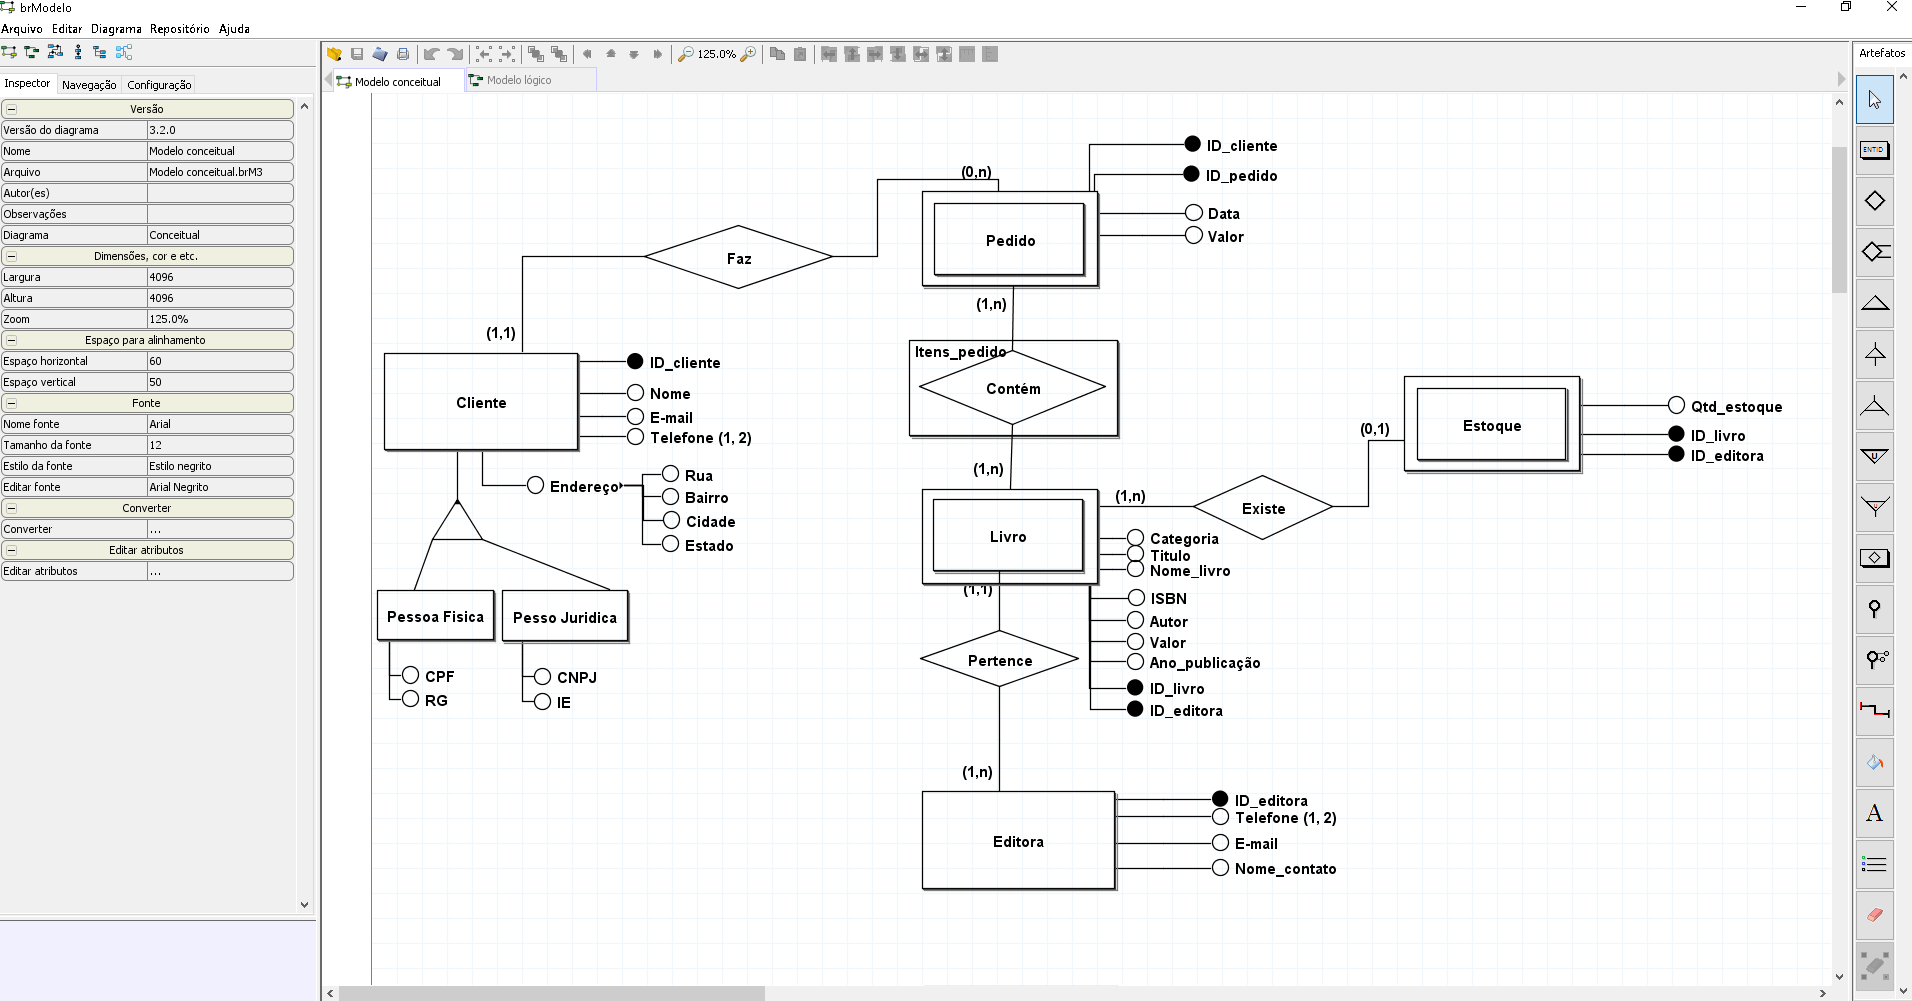 brModelo
Arquivo Editar Diagrama Repositório Ajuda
Inspector Navegação Configuração
Versão
Versão do diagrama 3.2.0
Nome Modelo conceitual
Arquivo Modelo conceitual.brM3
Autor(es)
Observações
Diagrama Conceitual
Dimensões, cor e etc.
Largura 4096
Altura 4096
Zoom 125.0%
Espaço para alinhamento
Espaço horizontal 60
Espaço vertical 50
Fonte
Nome fonte Arial
Tamanho da fonte 12
Estilo da fonte Estilo negrito
Editar fonte Arial Negrito
Converter
Converter ...
Editar atributos
Editar atributos ...
125.0%
Modelo conceitual
Modelo lógico
Artefatos
ENTID
U
A
ID_cliente
(0,n)
ID_pedido
Data
Valor
Pedido
Faz
(1,n)
(1,1)
Itens_pedido
Contém
Cliente
ID_cliente
Nome
E-mail
Telefone (1, 2)
Endereço
Rua
Bairro
Cidade
Estado
Estoque
Qtd_estoque
ID_livro
ID_editora
(0,1)
(1,n)
(1,n)
Existe
Livro
Categoria
Titulo
Nome_livro
(1,1)
ISBN
Autor
Valor
Ano_publicação
ID_livro
ID_editora
Pessoa Fisica
Pesso Juridica
CPF
RG
CNPJ
IE
Pertence
(1,n)
Editora
ID_editora
Telefone (1, 2)
E-mail
Nome_contato